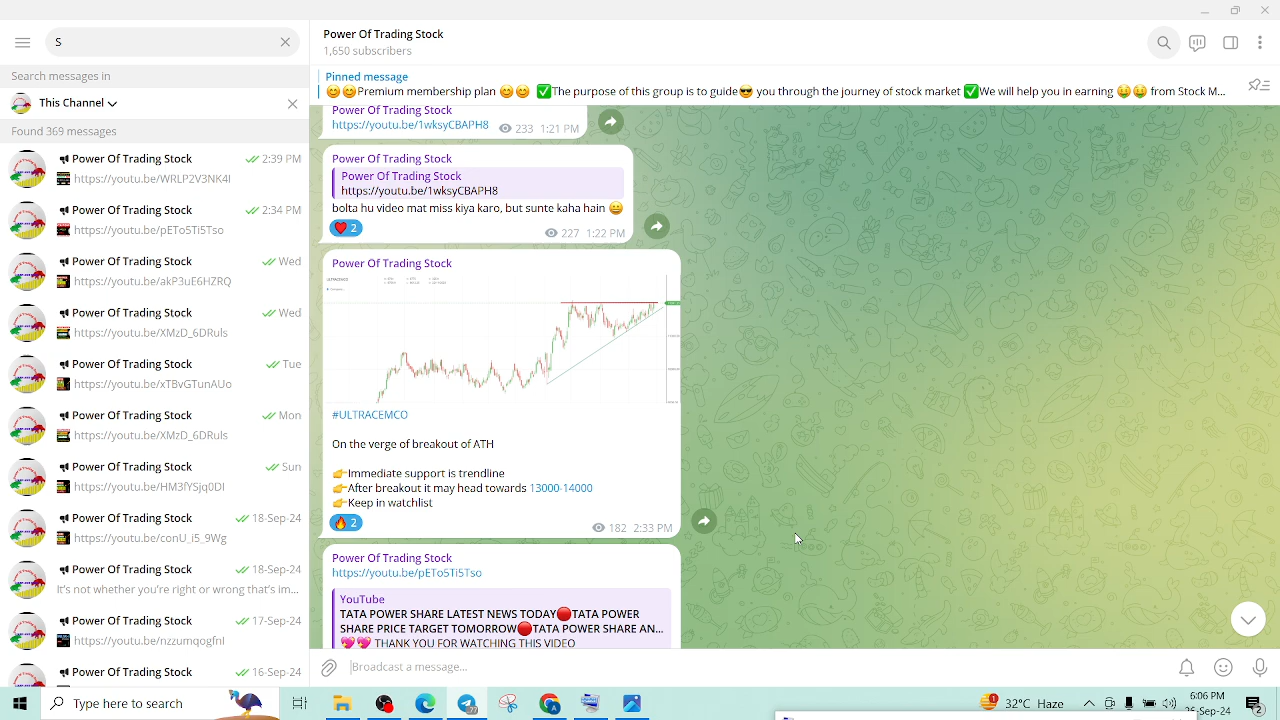 S
Search messages in
This Channel
Found 369 messages
Power Of Trading Stock 2:39 PM
https://youtu.be/WRLP2V3NK4I
Power Of Trading Stock 2:34 PM
https://youtu.be/pETo5Ti5Tso
Power Of Trading Stock Wed
https://youtu.be/akP3uE6HZRQ
Power Of Trading Stock Wed
https://youtu.be/XMzD_6DRuls
Power Of Trading Stock Tue
https://youtu.be/xTBvGTunAUo
Power Of Trading Stock Mon
https://youtu.be/XMzD_6DRuls
Power Of Trading Stock Sun
https://youtu.be/HM3fYSjq0DI
Power Of Trading Stock 18-Sep-24
https://youtu.be/conU_i5_9Wg
Power Of Trading Stock 18-Sep-24
It's not whether you're right or wrong that's im...
Power Of Trading Stock 17-Sep-24
https://youtu.be/nzzumqogfnI
Power Of Trading Stock 16-Sep-24
Power Of Trading Stock
1,650 subscribers
Pinned message
😊😊Premium membership plan 😊😊 ✅The purpose of this group is to guide😎 you through the journey of stock market ✅We will help you in earning 🤑🤑 from Stock M...
Power Of Trading Stock
https://youtu.be/1wksyCBAPH8 233 1:21 PM
Power Of Trading Stock
Power Of Trading Stock
https://youtu.be/1wksyCBAPH8
bolta hu video mat miss kiya karo, but sunte kaha hain 😄
❤️ 2 227 1:22 PM
Power Of Trading Stock
ULTRACEMCO
#ULTRACEMCO
On the verge of breakout of ATH
👉Immediate support is trendline
👉After breakout it may head towards 13000-14000
👉Keep in watchlist
🔥 2 182 2:33 PM
Power Of Trading Stock
https://youtu.be/pETo5Ti5Tso
YouTube
TATA POWER SHARE LATEST NEWS TODAY🔴TATA POWER
SHARE PRICE TARGET TOMORROW🔴TATA POWER SHARE AN...
💖💖 THANK YOU FOR WATCHING THIS VIDEO
Broadcast a message...
Type here to search
1
32°C Haze
6:06 PM
-Sep-24
2